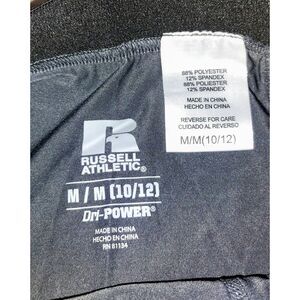 RUSSELL
ATHLETIC®
M / M (10/12)
Dri-POWER®
MADE IN CHINA
HECHO EN CHINA
RN 81134
88% POLYESTER
12% SPANDEX
88% POLYESTER
12% SPANDEX
MADE IN CHINA
HECHO EN CHINA
REVERSE FOR CARE
CUIDADO AL REVERSO
M/M(10/12)